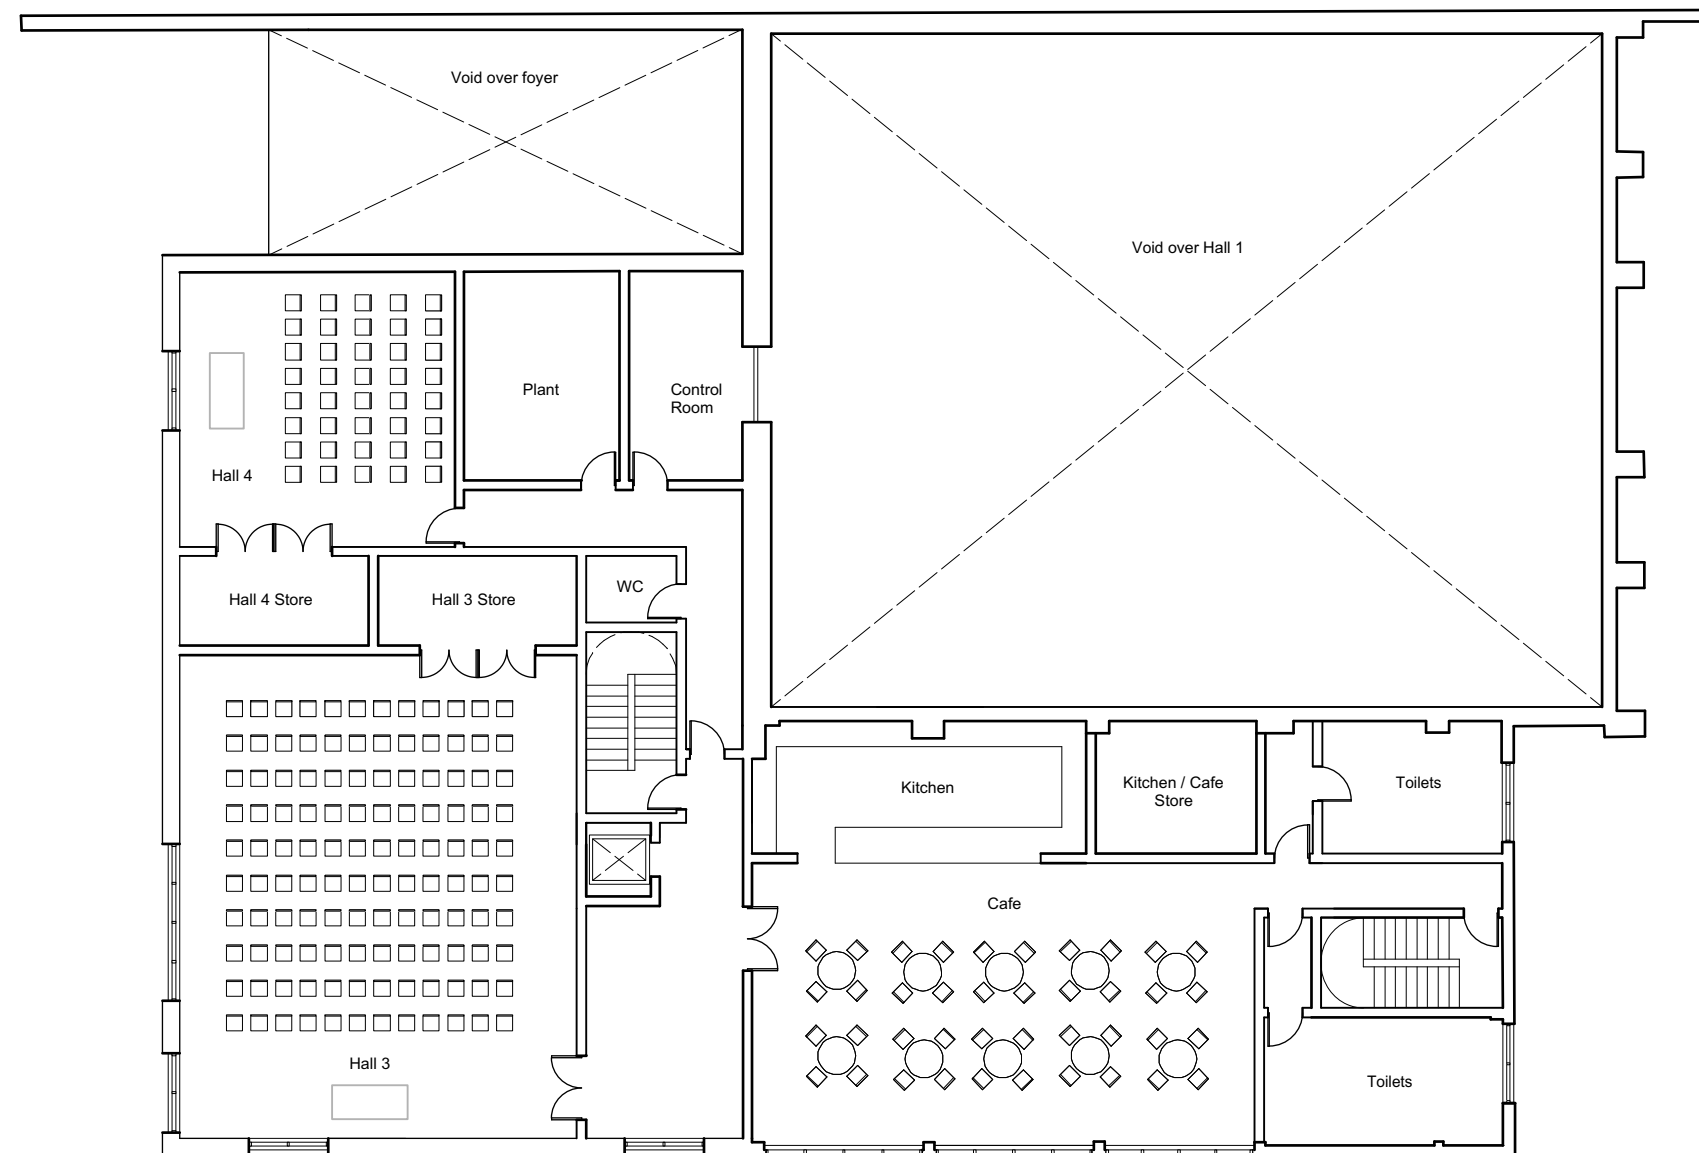 Void over foyer
Void over Hall 1
Plant
Control
Room
Hall 4
WC
Hall 4 Store
Hall 3 Store
Kitchen
Kitchen / Cafe
Store
Toilets
Cafe
Hall 3
Toilets